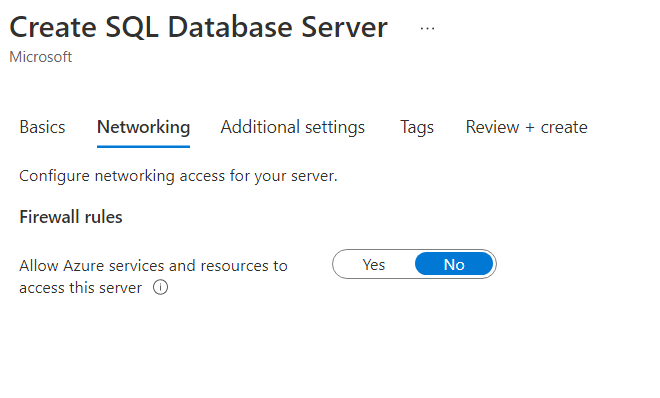 Create SQL Database Server ...
Microsoft
Basics Networking Additional settings Tags Review + create
Configure networking access for your server.
Firewall rules
Allow Azure services and resources to
access this server
Yes No